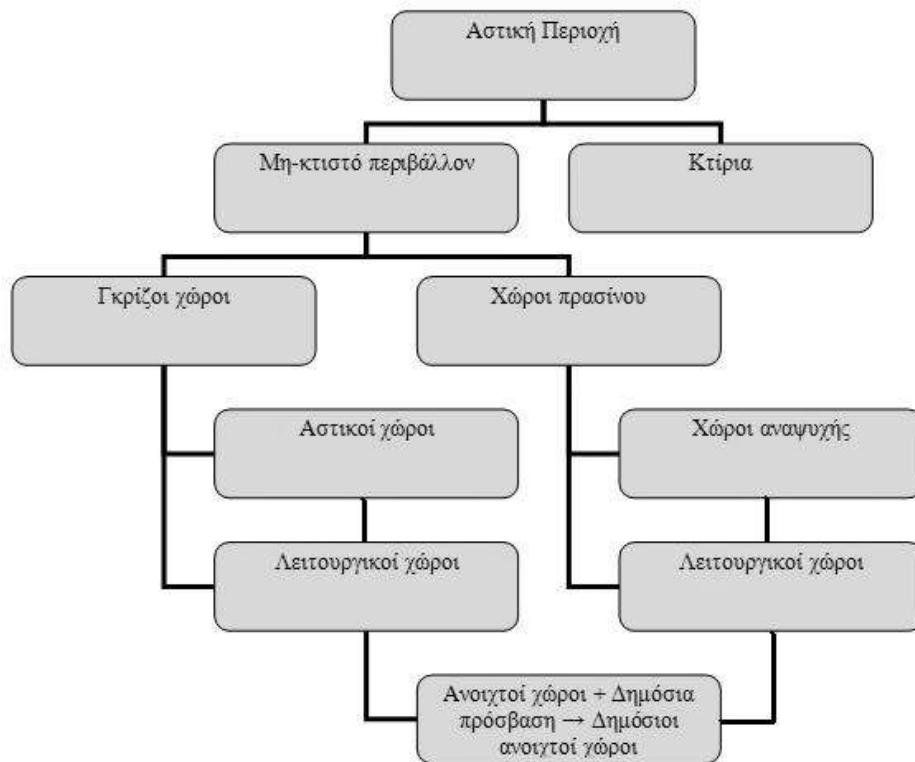 Αστική Περιοχή
Μη-κτιστό περιβάλλον
Κτίρια
Γκρίζοι χώροι
Χώροι πρασίνου
Αστικοί χώροι
Χώροι αναψυχής
Λειτουργικοί χώροι
Λειτουργικοί χώροι
Ανοιχτοί χώροι + Δημόσια
πρόσβαση → Δημόσιοι
ανοιχτοί χώροι